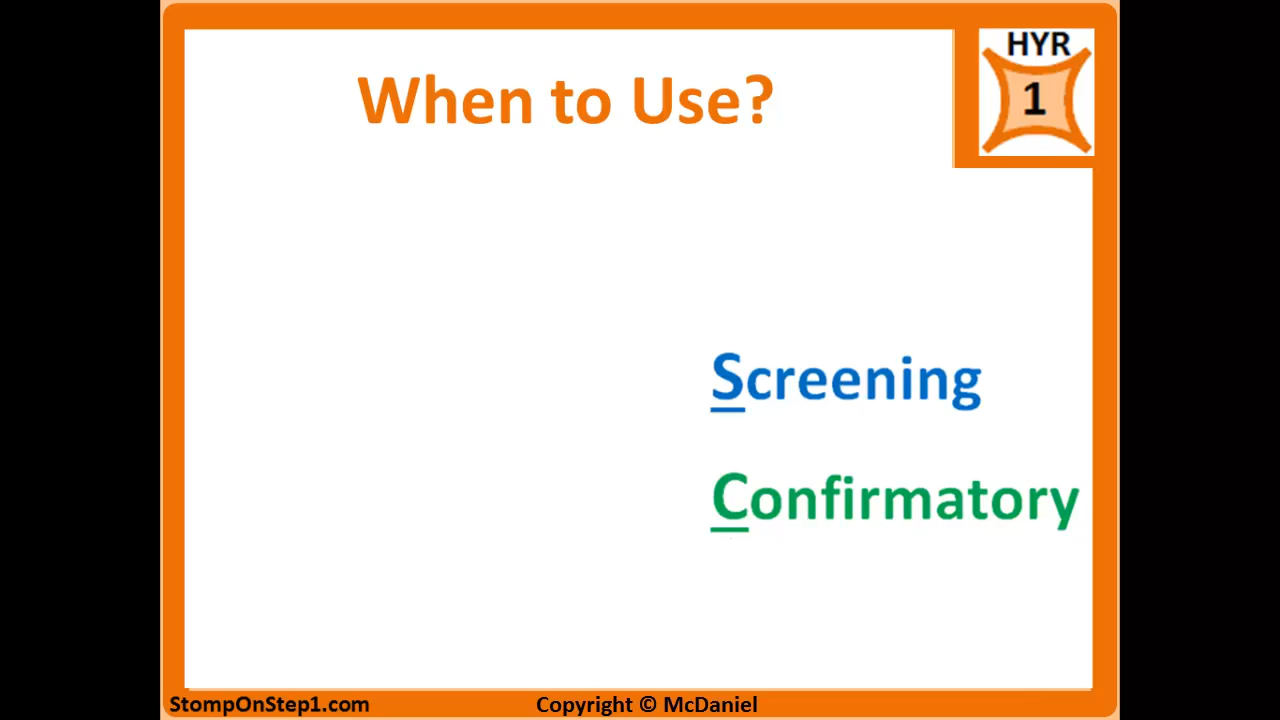 HYR
1
When to Use?
Screening
Confirmatory
StompOnStep1.com
Copyright © McDaniel